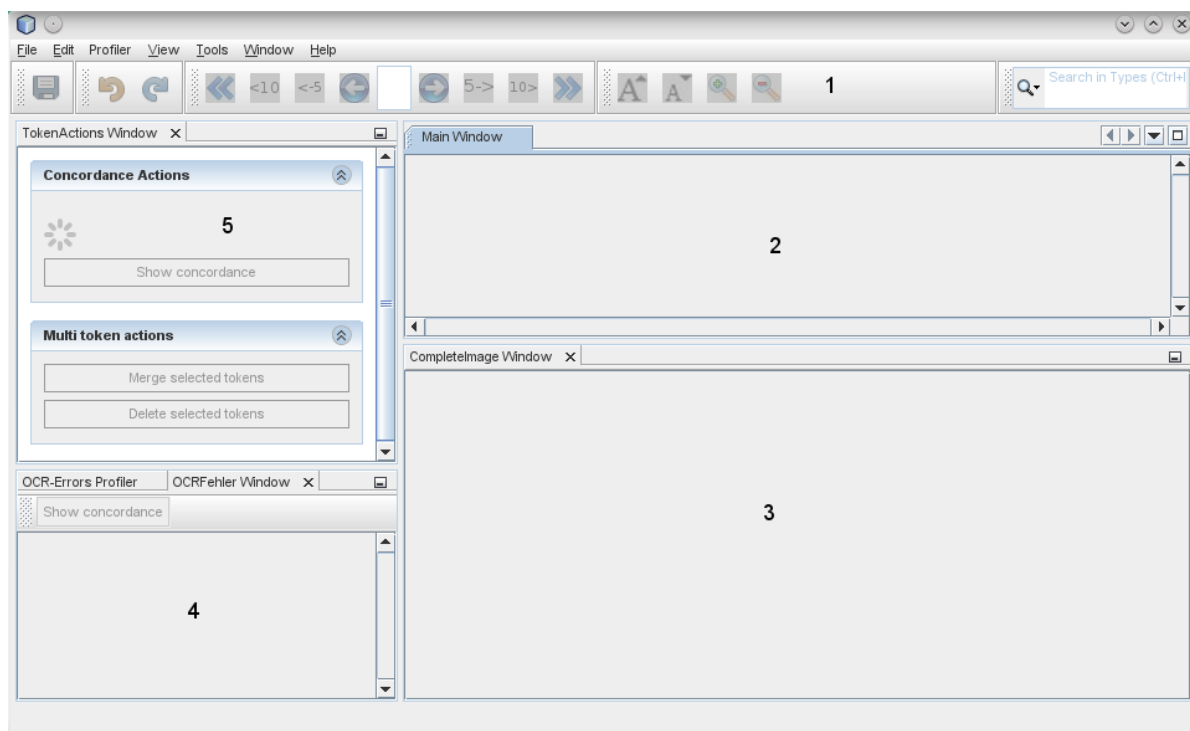 File Edit Profiler View Tools Window Help
<10 <-5 5-> 10> A A 1 Search in Types (Ctrl+I
TokenActions Window
Main Window
Concordance Actions
5
Show concordance
2
Multi token actions
Merge selected tokens
Delete selected tokens
CompleteImage Window
OCR-Errors Profiler OCRFehler Window
Show concordance
3
4